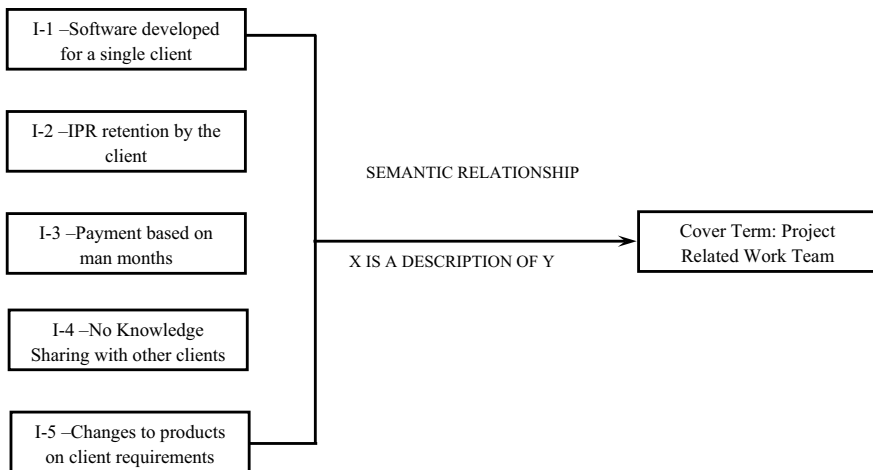 I-1 –Software developed
for a single client
I-2 –IPR retention by the
client
I-3 –Payment based on
man months
I-4 –No Knowledge
Sharing with other clients
I-5 –Changes to products
on client requirements
SEMANTIC RELATIONSHIP
X IS A DESCRIPTION OF Y
Cover Term: Project
Related Work Team